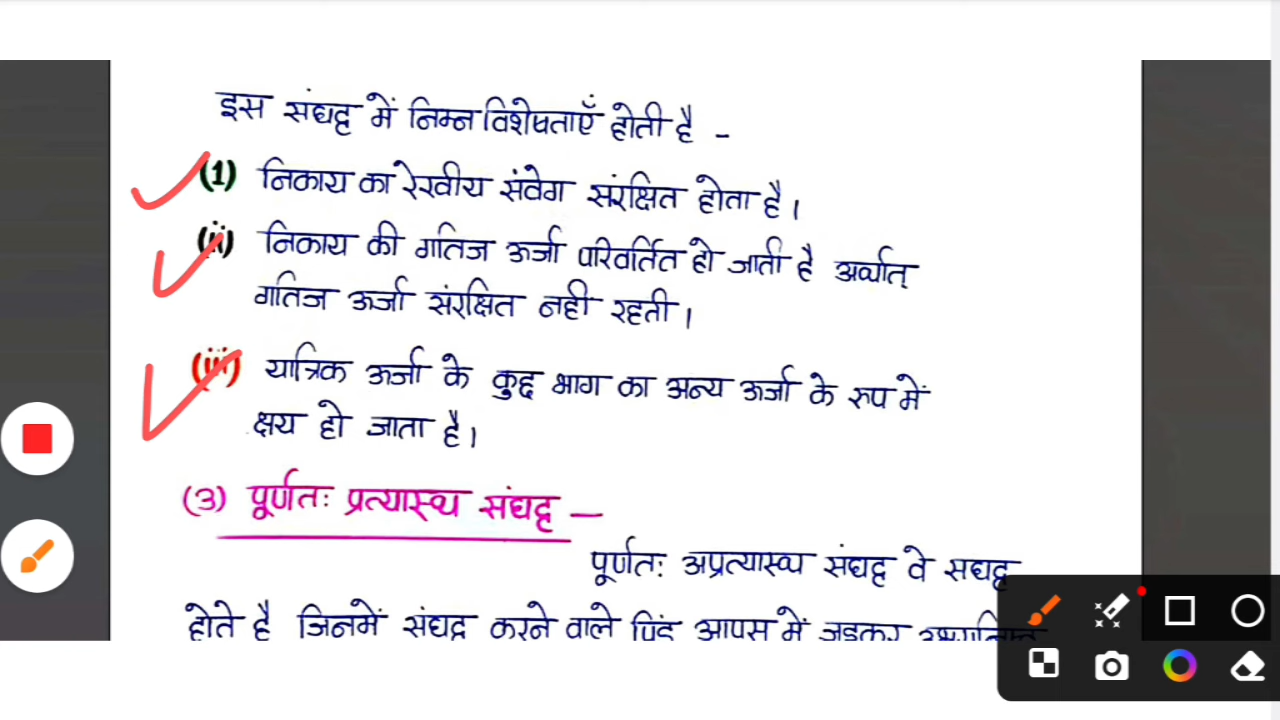 इस संघट्ट में निम्न विशेषताएँ होती है -
(1) निकाय का रेखीय संवेग संरक्षित होता है।
(ii) निकाय की गतिज ऊर्जा परिवर्तित हो जाती है अर्थात्
गतिज ऊर्जा संरक्षित नही रहती।
(iii) यात्रिक ऊर्जा के कुछ भाग का अन्य ऊर्जा के रुप में
क्षय हो जाता है।
(3) पूर्णतः प्रत्यास्थ संघट्ट —
पूर्णतः अप्रत्यास्थ संघट्ट वे सघट्ट
होते है जिनमें संघट्ट करने वाले पिंड आपस में